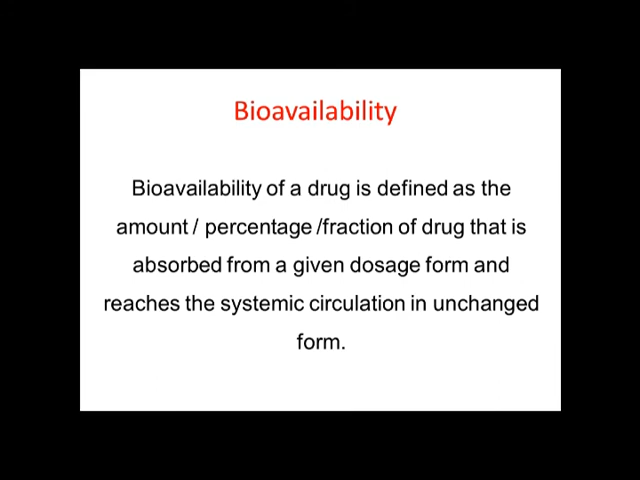 Bioavailability
Bioavailability of a drug is defined as the
amount / percentage /fraction of drug that is
absorbed from a given dosage form and
reaches the systemic circulation in unchanged
form.